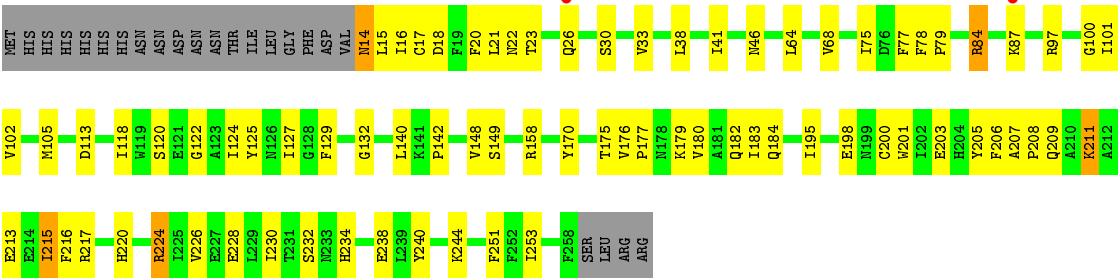 MET HIS HIS HIS HIS HIS HIS ASN ASN ASP ASN ASN THR ILE LEU GLY PHE ASP VAL N14 L15 I16 G17 D18 F19 F20 L21 N22 T23 Q26 S30 V33 L38 I41 N46 L64 V68 I75 D76 F77 F78 P79 R84 K87 R97 G100 I101
V102 M105 D113 I118 W119 S120 E121 G122 A123 I124 Y125 N126 I127 G128 F129 G132 L140 K141 P142 V148 S149 R158 Y170 T175 V176 P177 N178 K179 V180 A181 Q182 I183 Q184 I195 E198 N199 C200 W201 I202 E203 H204 Y205 F206 A207 P208 Q209 A210 K211 A212
E213 E214 I215 F216 R217 H220 R224 I225 V226 E227 E228 L229 I230 T231 S232 N233 H234 E238 L239 Y240 K244 F251 F252 I253 F258 SER LEU ARG ARG